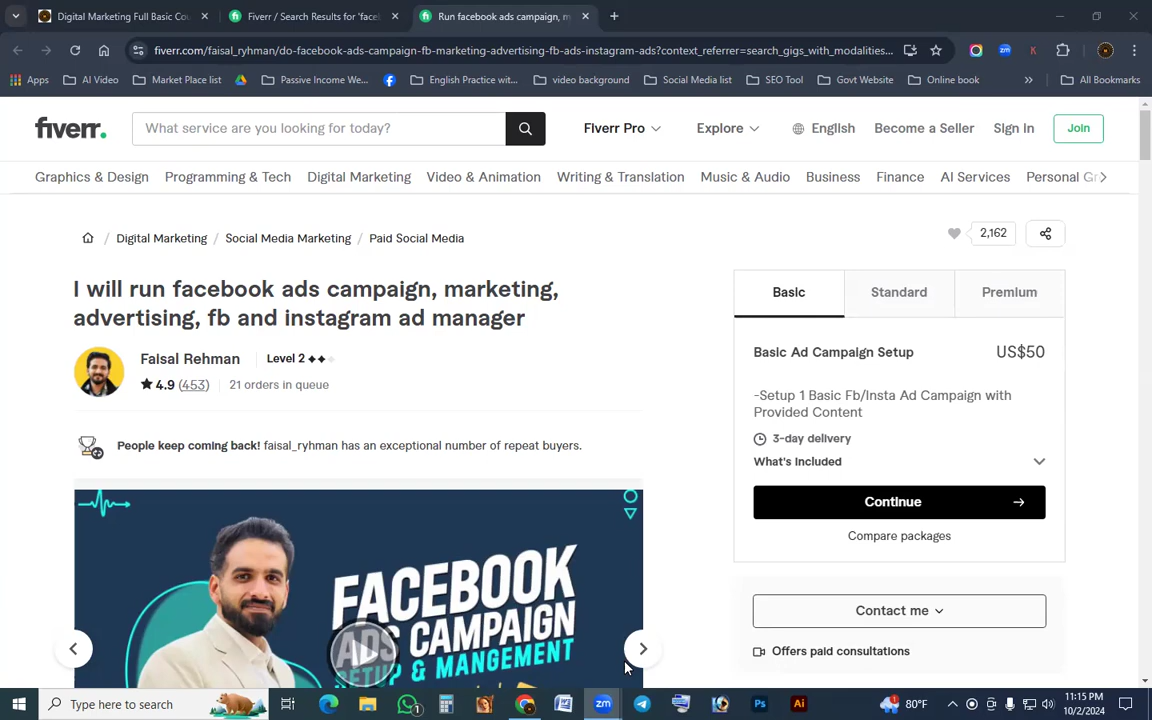 Digital Marketing Full Basic Cou
Fiverr / Search Results for 'facel
Run facebook ads campaign, m
fiverr.com/faisal_ryhman/do-facebook-ads-campaign-fb-marketing-advertising-fb-ads-instagram-ads?context_referrer=search_gigs_with_modalities...
Apps
AI Video
Market Place list
Passive Income We...
English Practice wit...
video background
Social Media list
SEO Tool
Govt Website
Online book
All Bookmarks
fiverr.
What service are you looking for today?
Fiverr Pro
Explore
English
Become a Seller
Sign in
Join
Graphics & Design
Programming & Tech
Digital Marketing
Video & Animation
Writing & Translation
Music & Audio
Business
Finance
AI Services
Personal Gr
Digital Marketing / Social Media Marketing / Paid Social Media
2,162
I will run facebook ads campaign, marketing,
advertising, fb and instagram ad manager
Faisal Rehman
Level 2
4.9 (453)
21 orders in queue
People keep coming back! faisal_ryhman has an exceptional number of repeat buyers.
FACEBOOK
ADS CAMPAIGN
SETUP & MANGEMENT
Basic
Standard
Premium
Basic Ad Campaign Setup
US$50
-Setup 1 Basic Fb/Insta Ad Campaign with
Provided Content
3-day delivery
What's Included
Continue
Compare packages
Contact me
Offers paid consultations
Type here to search
1
zm
Ps
Ai
80°F
11:15 PM
10/2/2024